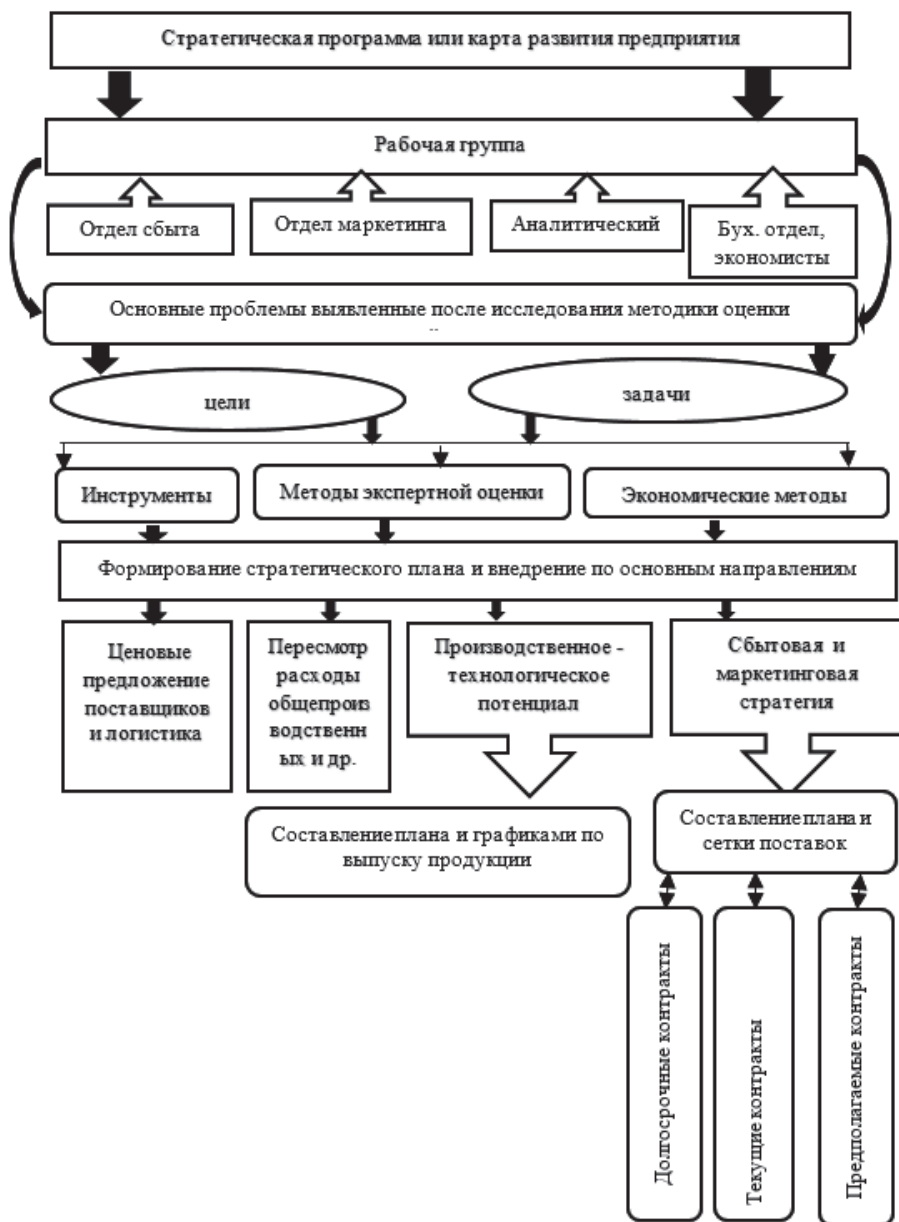 Стратегическая программа или карта развития предприятия
Рабочая группа
Отдел сбыта
Отдел маркетинга
Аналитический
Бух. отдел,
экономисты
Основные проблемы выявленные после исследования методики оценки
цели
задачи
Инструменты
Методы экспертной оценки
Экономические методы
Формирование стратегического плана и внедрение по основным направлениям
Ценовые
предложение
поставщиков
и логистика
Пересмотр
расходы
общепроиз
водственн
ых и др.
Производственное -
технологическое
потенциал
Сбытовая и
маркетинговая
стратегия
Составление плана и графиками по
выпуску продукции
Составление плана и
сетки поставок
Долгосрочные контракты
Текущие контракты
Предполагаемые контракты